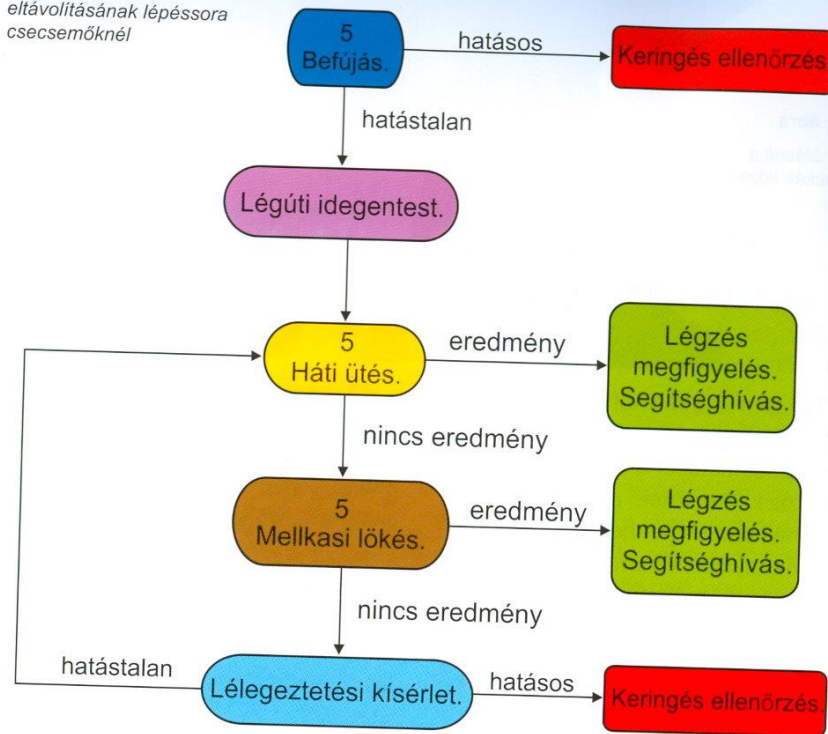 eltávolításának lépéssora
csecsemőknél
5
Befújás.
hatásos
Keringés ellenőrzés.
hatástalan
Légúti idegentest.
5
Háti ütés.
eredmény
Légzés
megfigyelés.
Segítséghívás.
nincs eredmény
5
Mellkasi lökés.
eredmény
Légzés
megfigyelés.
Segítséghívás.
nincs eredmény
hatástalan
Lélegeztetési kísérlet.
hatásos
Keringés ellenőrzés.